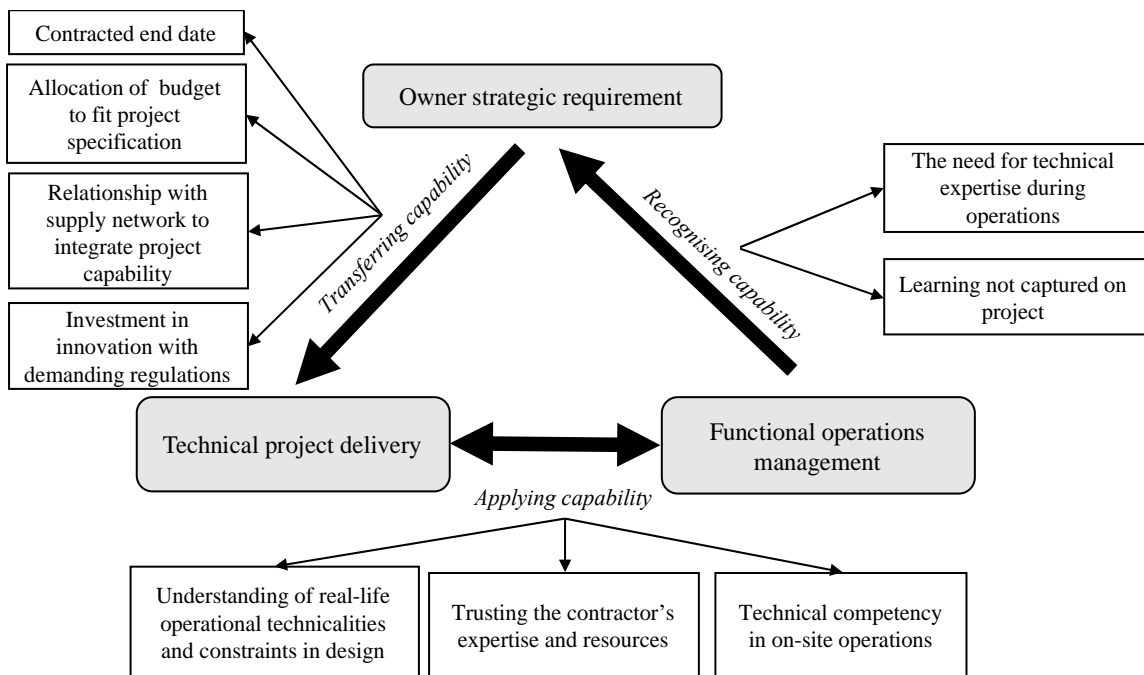 Contracted end date
Allocation of budget
to fit project
specification
Relationship with
supply network to
integrate project
capability
Investment in
innovation with
demanding regulations
Owner strategic requirement
Transferring capability
Recognising capability
The need for technical
expertise during
operations
Learning not captured on
project
Technical project delivery
Functional operations
management
Applying capability
Understanding of real-life
operational technicalities
and constraints in design
Trusting the contractor’s
expertise and resources
Technical competency
in on-site operations